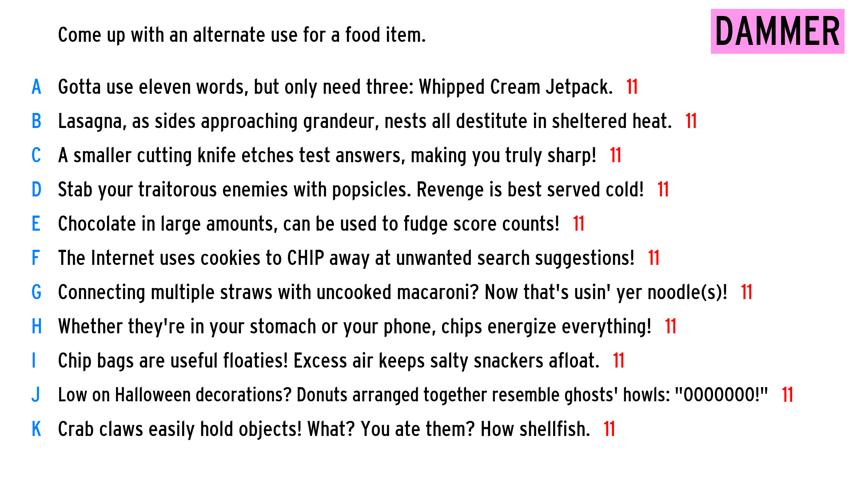 Come up with an alternate use for a food item.
DAMMER
A Gotta use eleven words, but only need three: Whipped Cream Jetpack. 11
B Lasagna, as sides approaching grandeur, nests all destitute in sheltered heat. 11
C A smaller cutting knife etches test answers, making you truly sharp! 11
D Stab your traitorous enemies with popsicles. Revenge is best served cold! 11
E Chocolate in large amounts, can be used to fudge score counts! 11
F The Internet uses cookies to CHIP away at unwanted search suggestions! 11
G Connecting multiple straws with uncooked macaroni? Now that's usin' yer noodle(s)! 11
H Whether they're in your stomach or your phone, chips energize everything! 11
I Chip bags are useful floaties! Excess air keeps salty snackers afloat. 11
J Low on Halloween decorations? Donuts arranged together resemble ghosts' howls: "OOOOOOO!" 11
K Crab claws easily hold objects! What? You ate them? How shellfish. 11